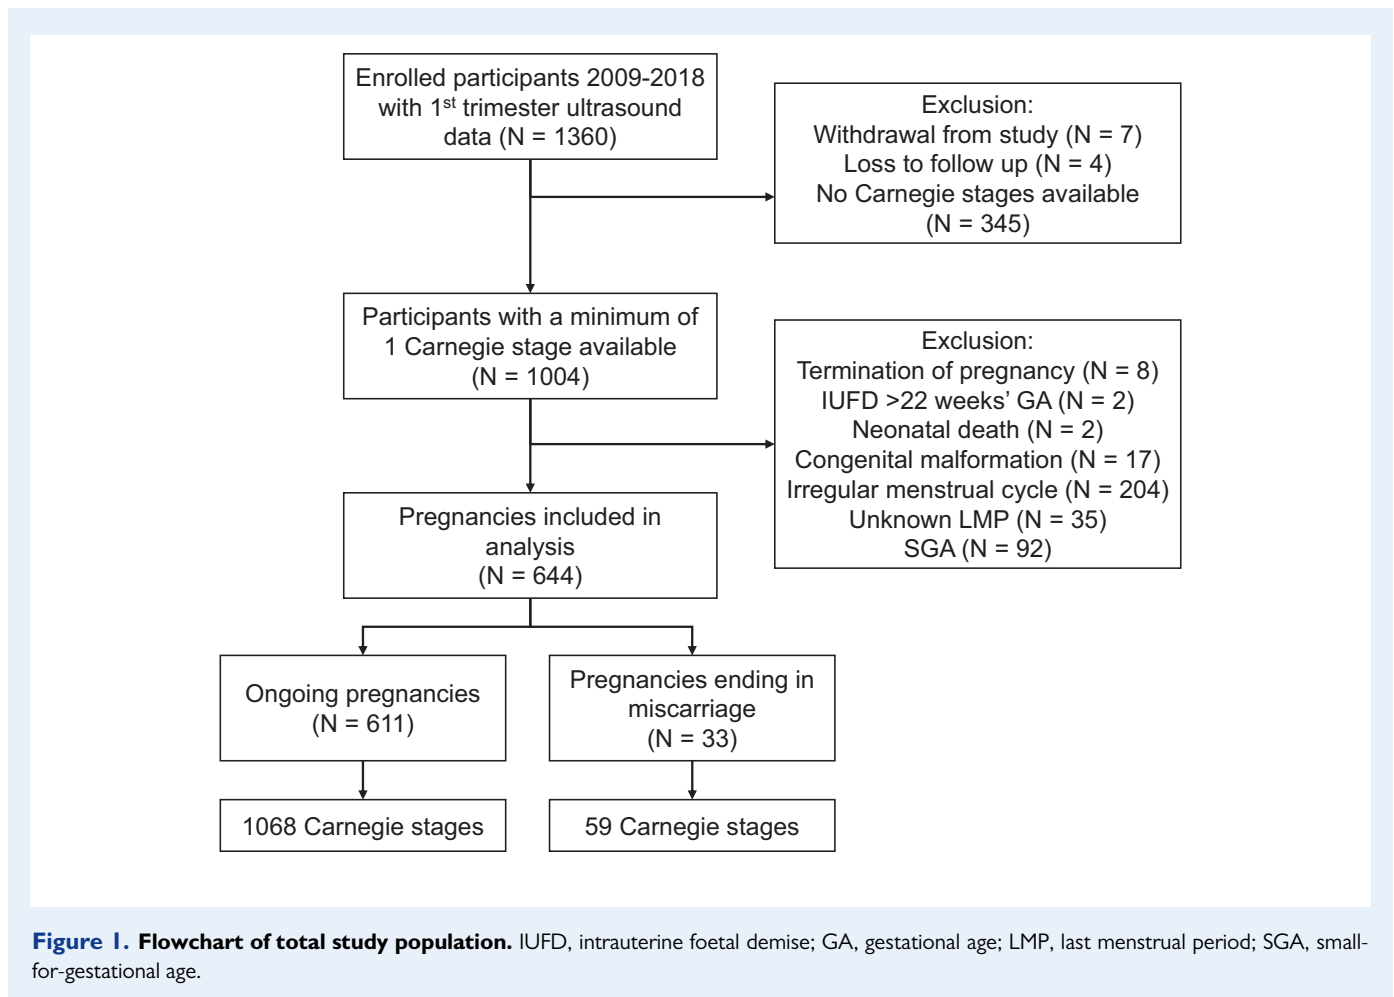 Enrolled participants 2009-2018
with 1st trimester ultrasound
data (N = 1360)
Exclusion:
Withdrawal from study (N = 7)
Loss to follow up (N = 4)
No Carnegie stages available
(N = 345)
Participants with a minimum of
1 Carnegie stage available
(N = 1004)
Exclusion:
Termination of pregnancy (N = 8)
IUFD >22 weeks’ GA (N = 2)
Neonatal death (N = 2)
Congenital malformation (N = 17)
Irregular menstrual cycle (N = 204)
Unknown LMP (N = 35)
SGA (N = 92)
Pregnancies included in
analysis
(N = 644)
Ongoing pregnancies
(N = 611)
Pregnancies ending in
miscarriage
(N = 33)
1068 Carnegie stages
59 Carnegie stages
Figure 1. Flowchart of total study population. IUFD, intrauterine foetal demise; GA, gestational age; LMP, last menstrual period; SGA, small-
for-gestational age.